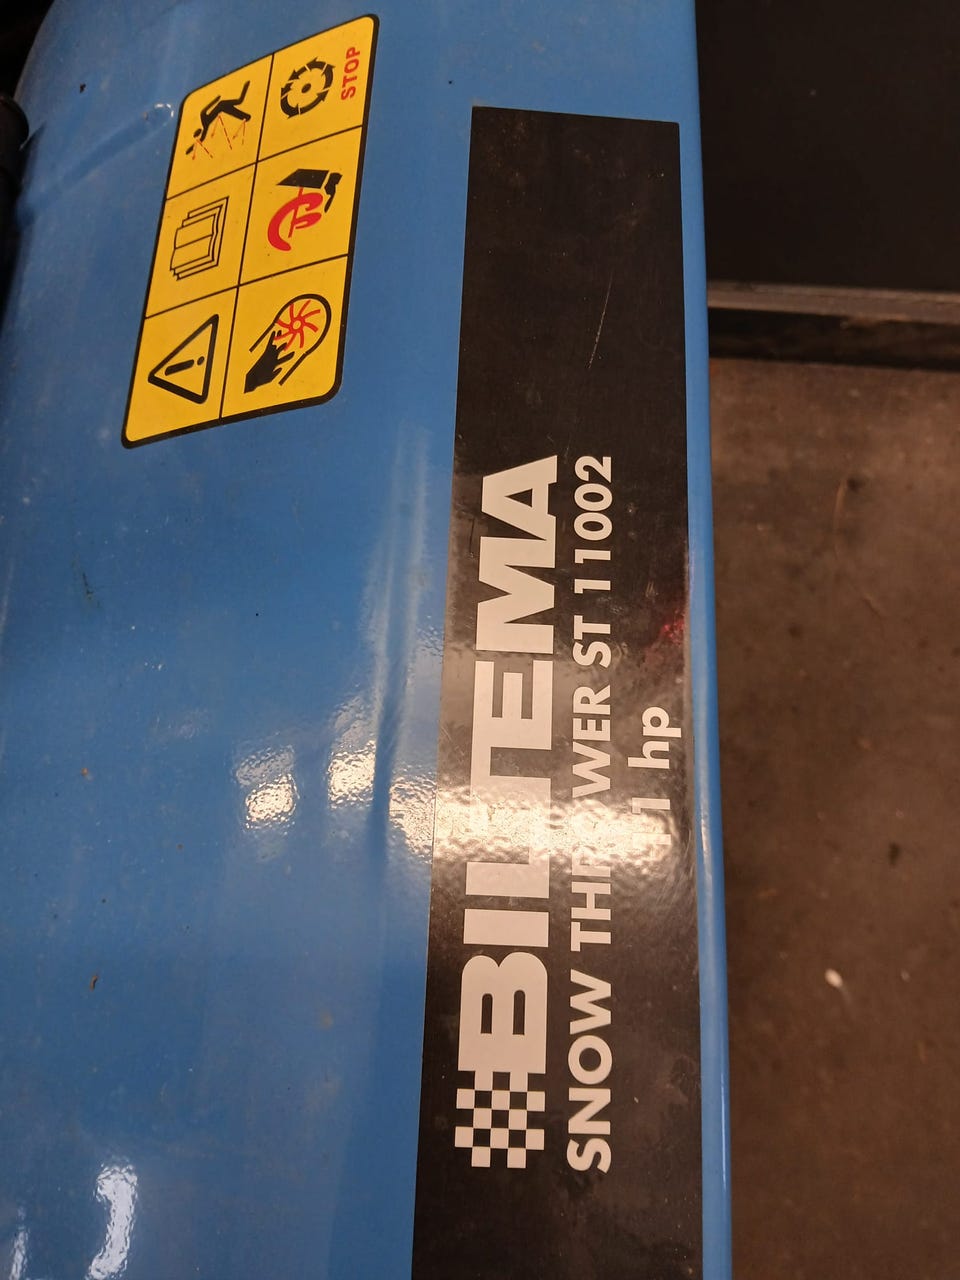 STOP
BILTEMA
SNOW THROWER ST 11002
11 hp